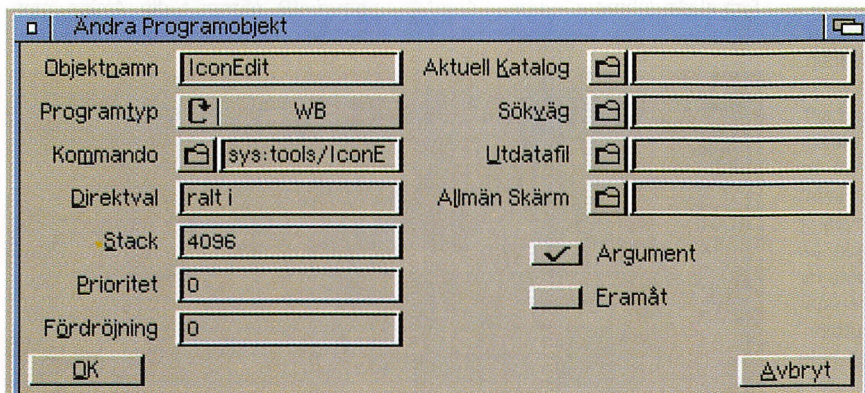 Ändra Programobjekt
Objektnamn IconEdit
Programtyp WB
Kommando sys:tools/IconE
Direktval ralt i
Stack 4096
Prioritet 0
Fördröjning 0
OK
Aktuell Katalog
Sökväg
Utdatafil
Allmän Skärm
Argument
Framåt
Avbryt